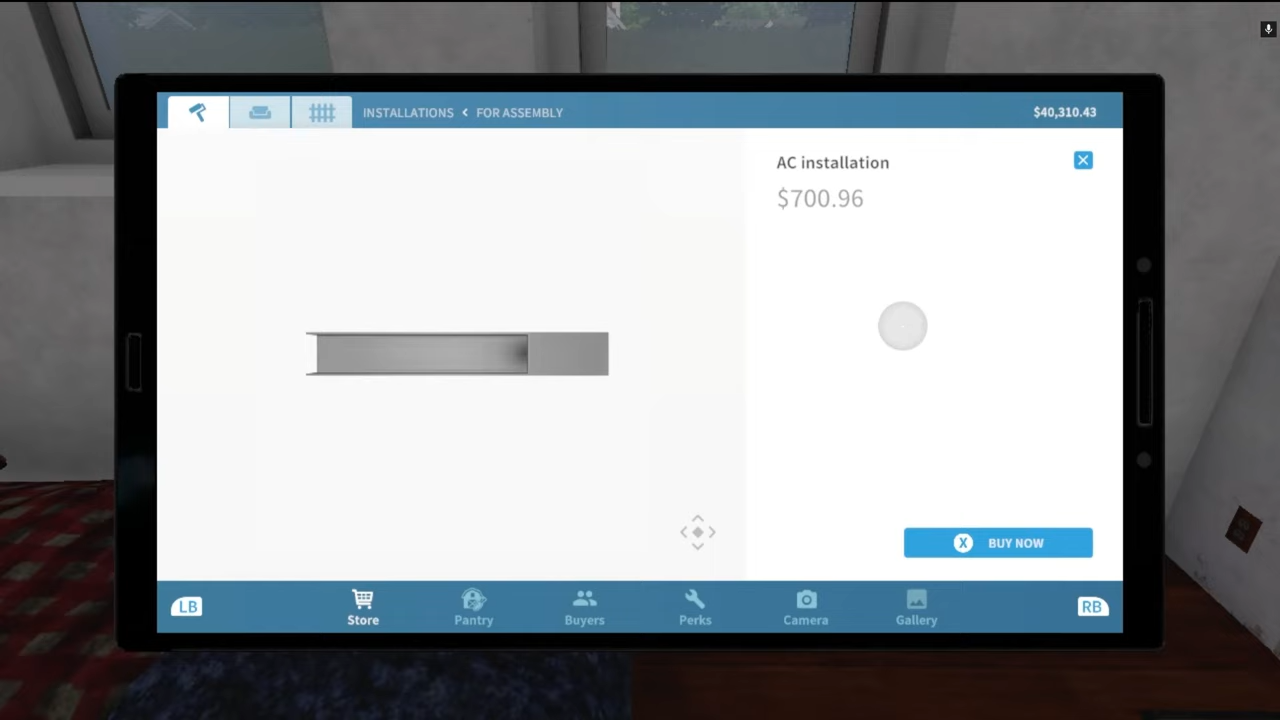 INSTALLATIONS < FOR ASSEMBLY
$40,310.43
AC installation
$700.96
X BUY NOW
LB
Store
Pantry
Buyers
Perks
Camera
Gallery
RB